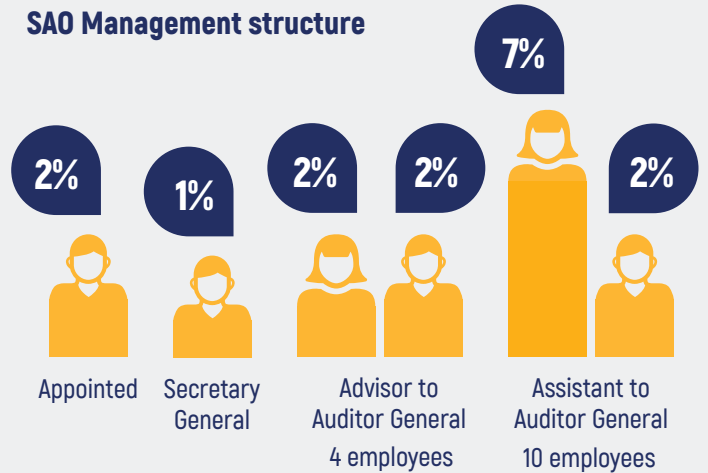 SAO Management structure
7%
2%
1%
2%
2%
2%
Appointed
Secretary
General
Advisor to
Auditor General
4 employees
Assistant to
Auditor General
10 employees